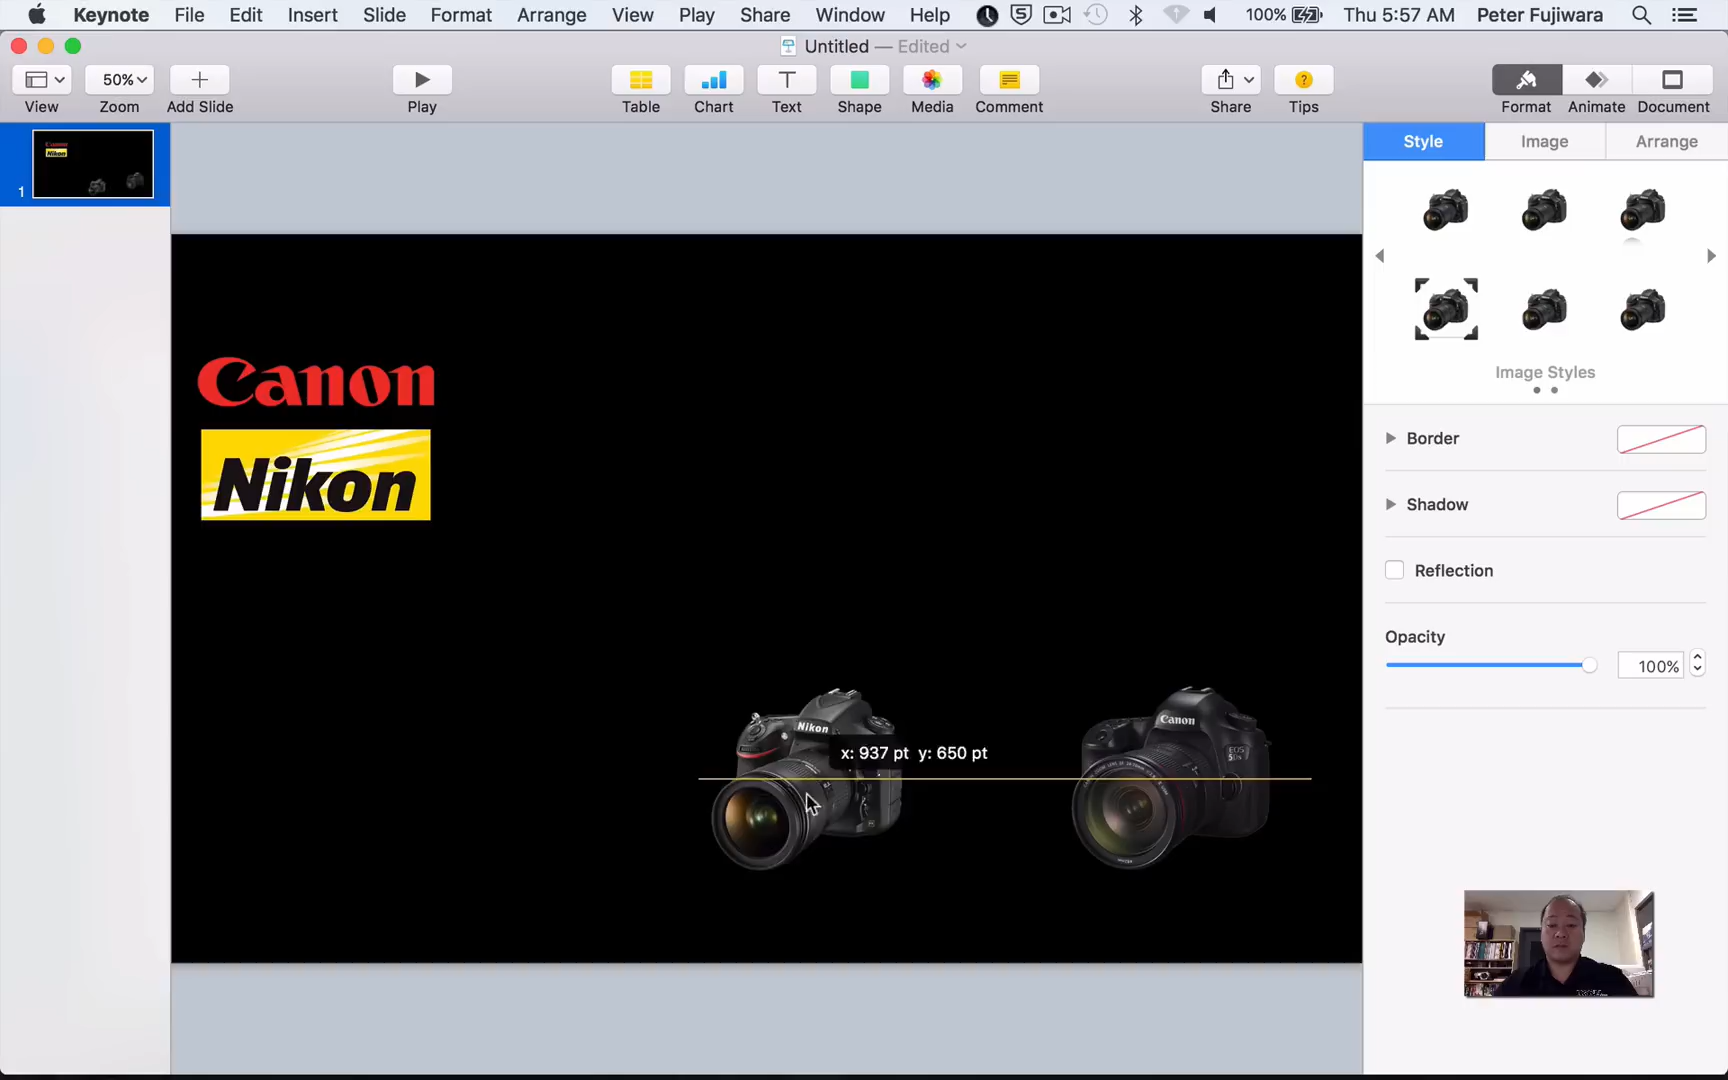 Keynote File Edit Insert Slide Format Arrange View Play Share Window Help 5 100% Thu 5:57 AM Peter Fujiwara
Untitled — Edited
50%
View Zoom Add Slide Play Table Chart Text Shape Media Comment Share Tips Format Animate Document
Style Image Arrange
1
Canon
Nikon
Image Styles
Border
Shadow
Reflection
Opacity
100%
Nikon
Canon
EOS
5Ds
x: 937 pt y: 650 pt